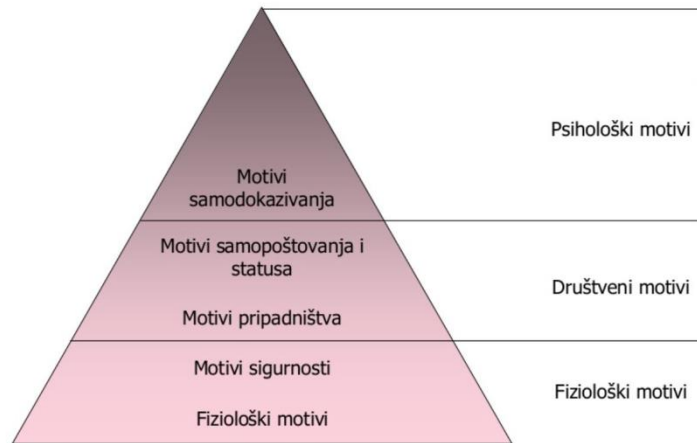 Psihološki motivi
Motivi
samodokazivanja
Motivi samopoštovanja i
statusa
Društveni motivi
Motivi pripadništva
Motivi sigurnosti
Fiziološki motivi
Fiziološki motivi